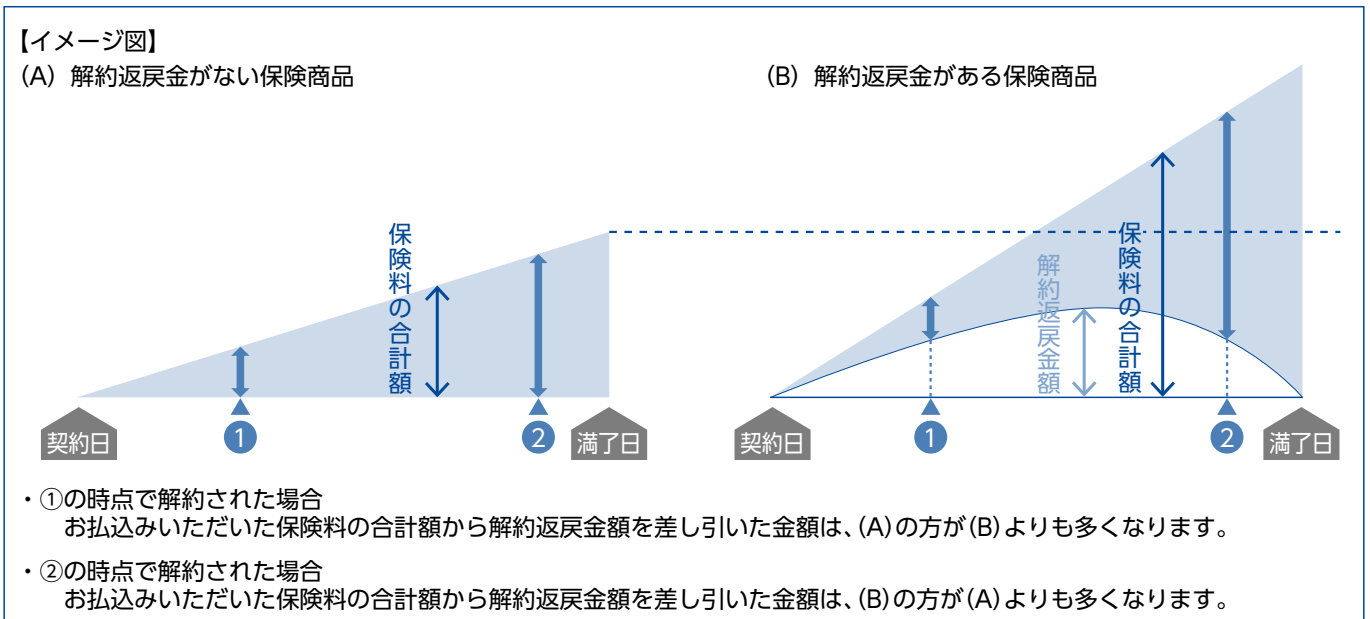 【イメージ図】
(A) 解約返戻金がない保険商品
(B) 解約返戻金がある保険商品
保険料の合計額
解約返戻金額
保険料の合計額
契約日
1
2
満了日
契約日
1
2
満了日
・①の時点で解約された場合
お払込みいただいた保険料の合計額から解約返戻金額を差し引いた金額は、(A)の方が(B)よりも多くなります。
・②の時点で解約された場合
お払込みいただいた保険料の合計額から解約返戻金額を差し引いた金額は、(B)の方が(A)よりも多くなります。